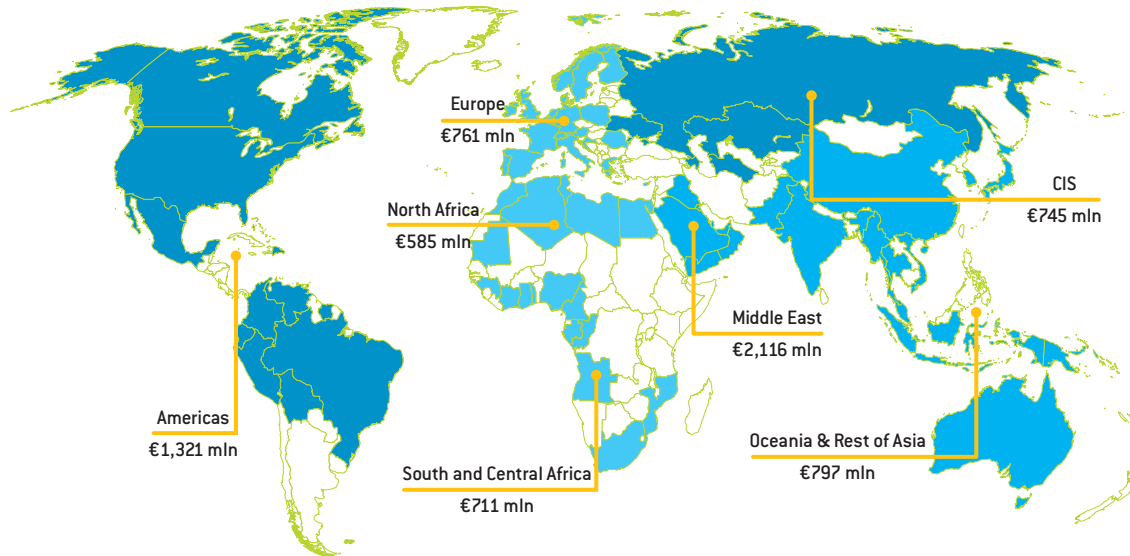 Europe
€761 mln
CIS
€745 mln
North Africa
€585 mln
Middle East
€2,116 mln
Americas
€1,321 mln
Oceania & Rest of Asia
€797 mln
South and Central Africa
€711 mln